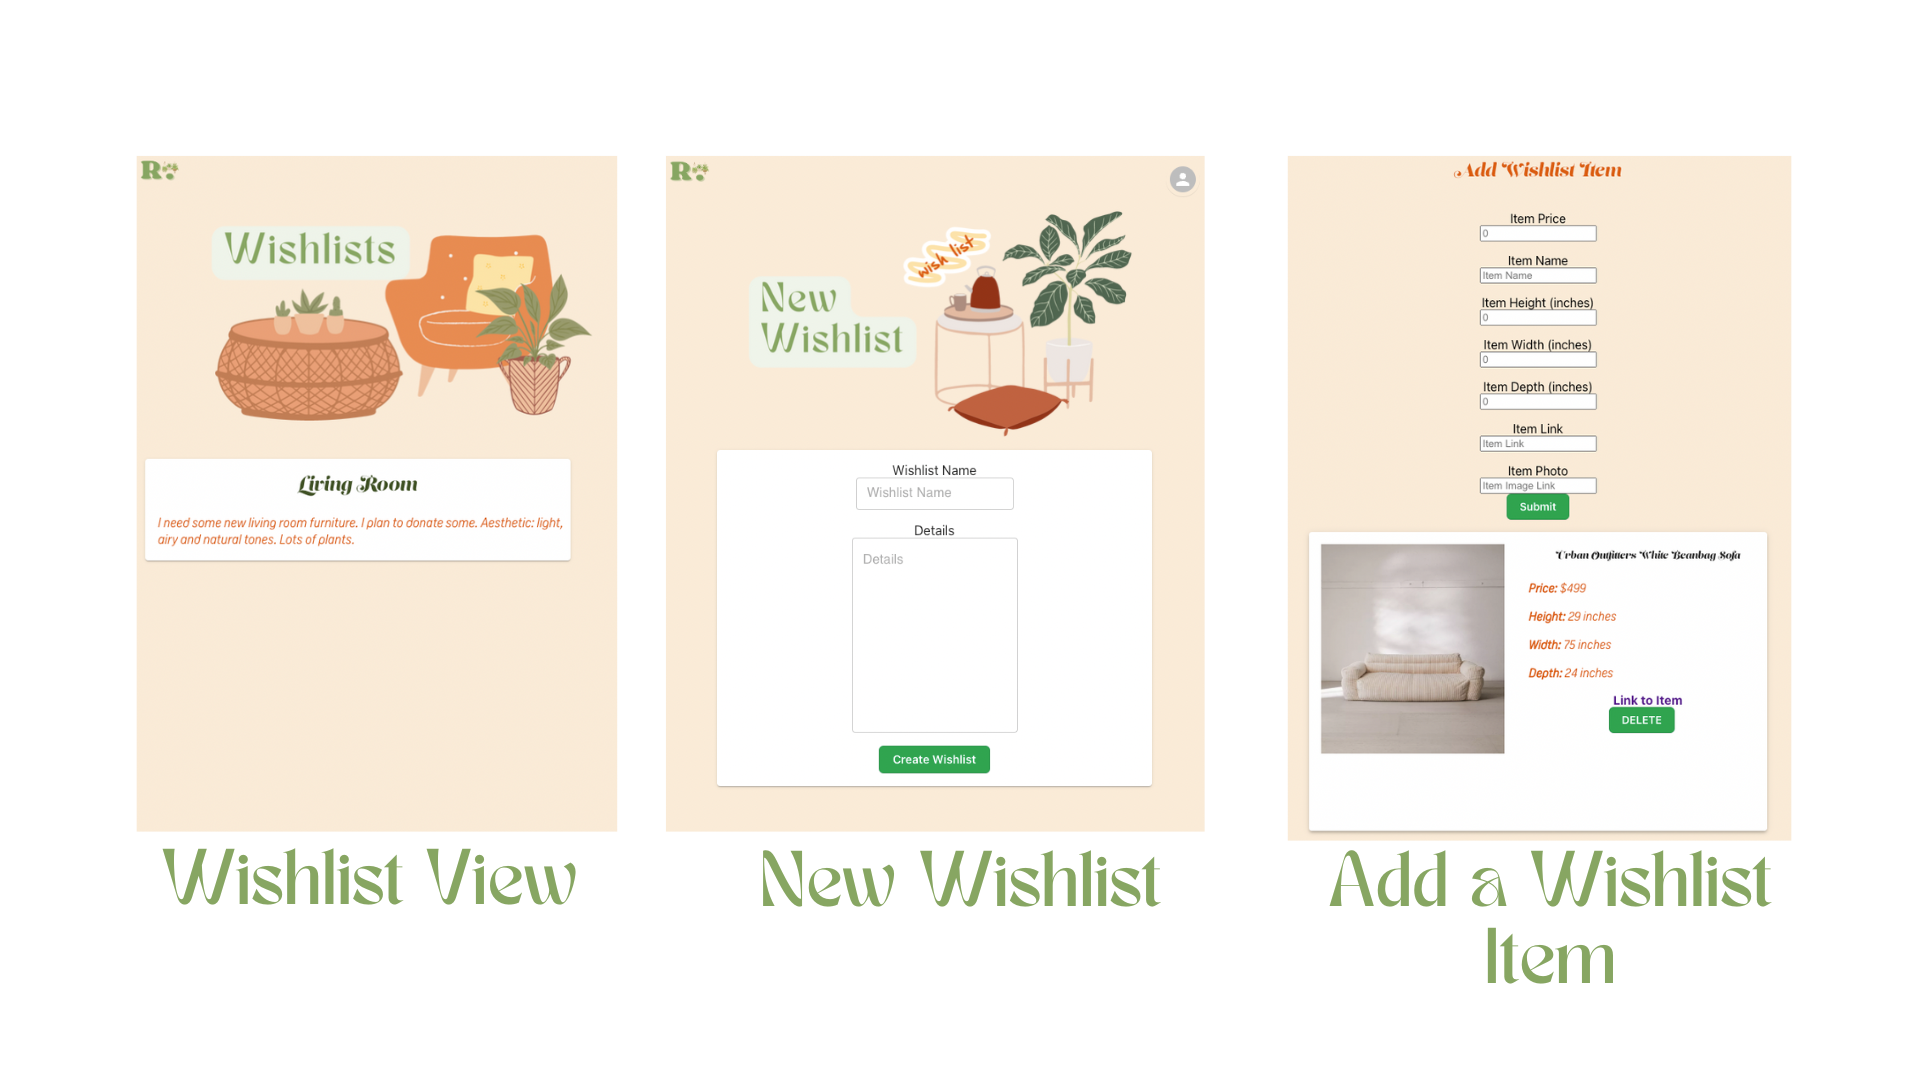 R
Wishlists
Living Room
I need some new living room furniture. I plan to donate some. Aesthetic: light,
airy and natural tones. Lots of plants.
Wishlist View
R
wish list
New
Wishlist
Wishlist Name
Wishlist Name
Details
Details
Create Wishlist
New Wishlist
Add Wishlist Item
Item Price
0
Item Name
Item Name
Item Height (inches)
0
Item Width (inches)
0
Item Depth (inches)
0
Item Link
Item Link
Item Photo
Item Image Link
Submit
Urban Outfitters White Beanbag Sofa
Price: $499
Height: 29 inches
Width: 75 inches
Depth: 24 inches
Link to Item
DELETE
Add a Wishlist
Item